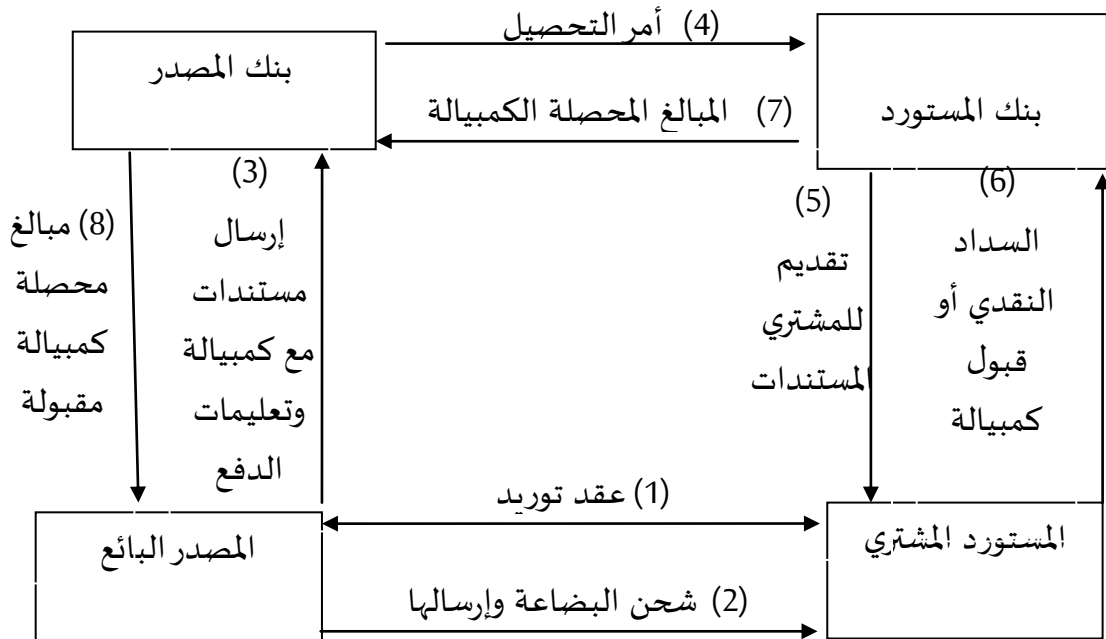 (4) أمر التحصيل
بنك المصدر
بنك المستورد
(7) المبالغ المحصلة الكمبيالة
(3)
إرسال
مستندات
مع كمبيالة
وتعليمات
الدفع
(8) مبالغ
محصلة
كمبيالة
مقبولة
(5)
تقديم
للمشتري
المستندات
(6)
السداد
النقدي أو
قبول
كمبيالة
(1) عقد توريد
المصدر البائع
المستورد المشتري
(2) شحن البضاعة وإرسالها